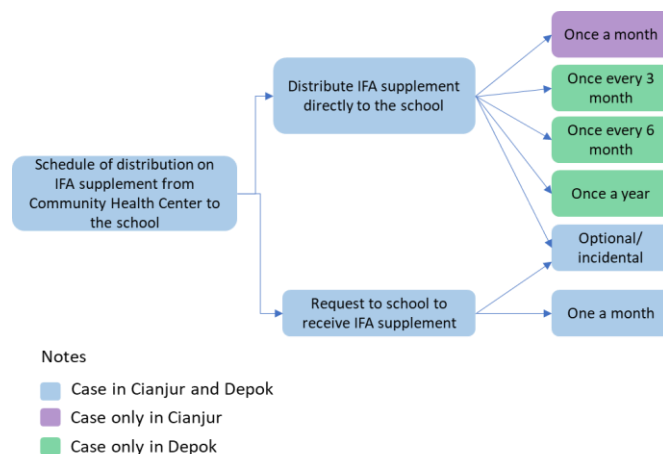 Once a month
Distribute IFA supplement
directly to the school
Once every 3
month
Once every 6
month
Schedule of distribution on
IFA supplement from
Community Health Center to
the school
Once a year
Optional/
incidental
Request to school to
receive IFA supplement
One a month
Notes
Case in Cianjur and Depok
Case only in Cianjur
Case only in Depok